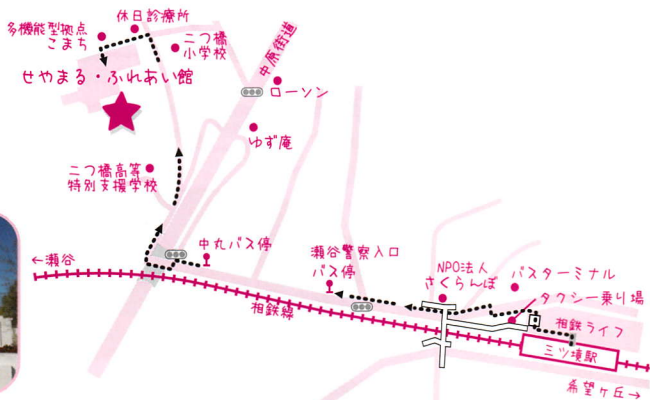 休日診療所
多機能型拠点
こまち
二つ橋
小学校
中原街道
せやまる・ふれあい館
ローソン
ゆず庵
二つ橋高等
特別支援学校
中丸バス停
瀬谷警察入口
バス停
←瀬谷
NPO法人
さくらんぼ
バスターミナル
タクシー乗り場
相鉄線
相鉄ライフ
三ツ境駅
希望ヶ丘→